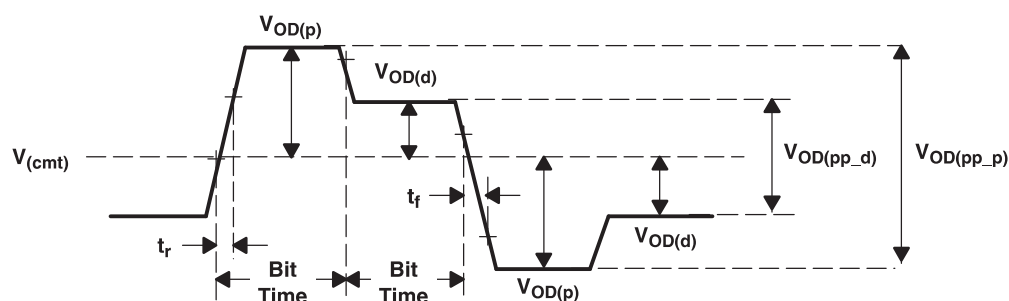 VOD(p)
VOD(d)
V(cmt)
VOD(pp_d)
VOD(pp_p)
tf
tr
VOD(d)
Bit
Time
Bit
Time
VOD(p)